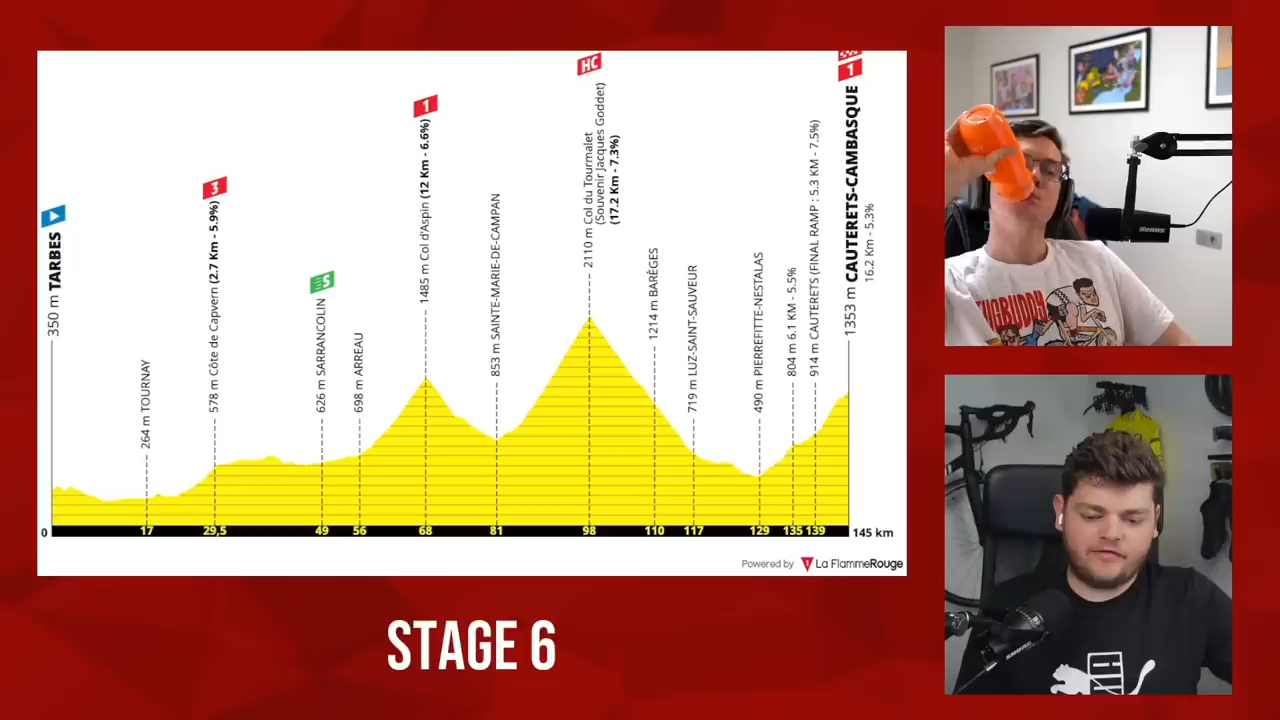 350 m TARBES
264 m TOURNAY
3
578 m Côte de Capvern (2.7 Km - 5.9%)
S
626 m SARRANCOLIN
698 m ARREAU
1
1485 m Col d'Aspin (12 Km - 6.6%)
853 m SAINTE-MARIE-DE-CAMPAN
HC
2110 m (Col du Tourmalet
(Souvenir Jacques Goddet)
(17.2 Km - 7.3%)
1214 m BARÈGES
719 m LUZ-SAINT-SAUVEUR
490 m PIERREFITTE-NESTALAS
804 m 6.1 KM - 5.5%
914 m CAUTERETS (FINAL RAMP : 5.3 KM - 7.5%)
1
1353 m CAUTERETS-CAMBASQUE
16.2 Km - 5.3%
0 17 29,5 49 56 68 81 98 110 117 129 135 139 145 km
Powered by La FlammeRouge
STAGE 6